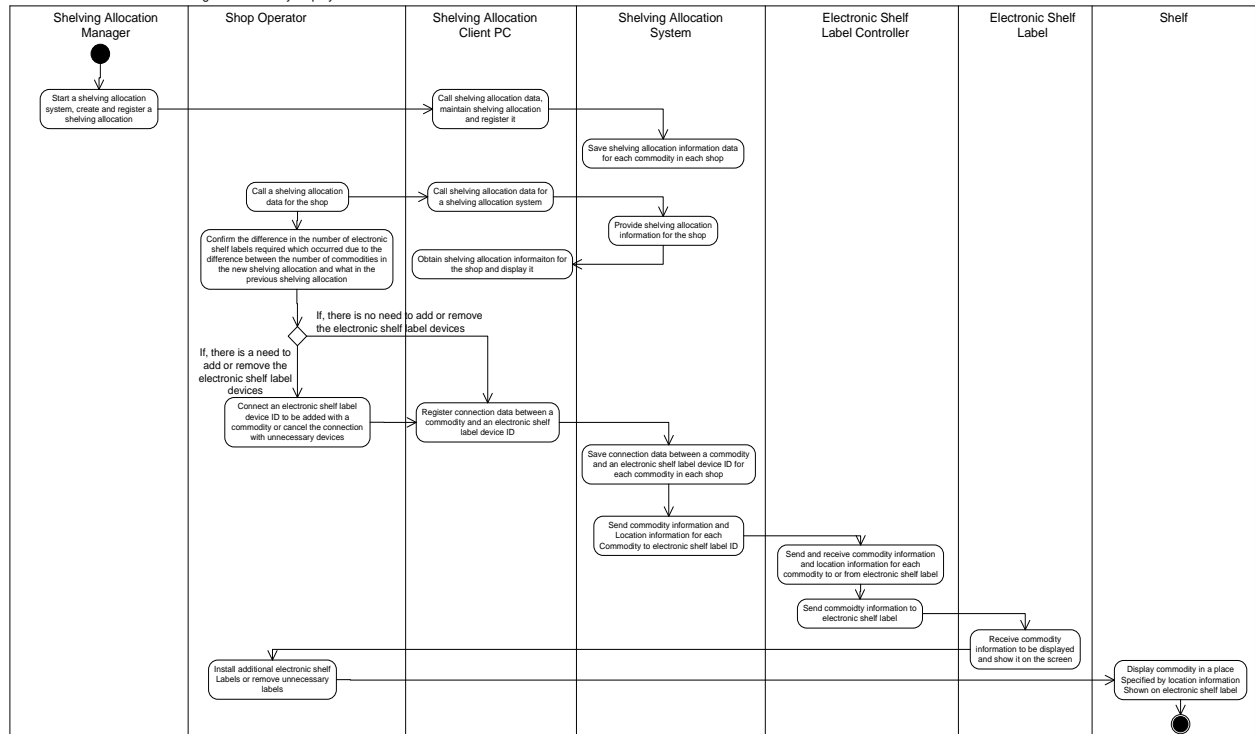 Shelving Allocation
Manager
Shop Operator
Shelving Allocation
Client PC
Shelving Allocation
System
Electronic Shelf
Label Controller
Electronic Shelf
Label
Shelf
Start a shelving allocation
system, create and register a
shelving allocation
Call shelving allocation data,
maintain shelving allocation
and register it
Save shelving allocation information data
for each commodity in each shop
Call a shelving allocation
data for the shop
Call shelving allocation data for
a shelving allocation system
Provide shelving allocation
information for the shop
Confirm the difference in the number of electronic
shelf labels required which occurred due to the
difference between the number of commodities in
the new shelving allocation and what in the
previous shelving allocation
Obtain shelving allocation informaiton for
the shop and display it
If, there is no need to add or remove
the electronic shelf label devices
If, there is a need to
add or remove the
electronic shelf label
devices
Connect an electronic shelf label
device ID to be added with a
commodity or cancel the connection
with unnecessary devices
Register connection data between a
commodity and an electronic shelf
label device ID
Save connection data between a commodity
and an electronic shelf label device ID for
each commodity in each shop
Send commodity information and
Location information for each
Commodity to electronic shelf label ID
Send and receive commodity information
and location information for each
commodity to or from electronic shelf label
Send commoidty information to
electronic shelf label
Receive commodity
information to be displayed
and show it on the screen
Install additional electronic shelf
Labels or remove unnecessary
labels
Display commodity in a place
Specified by location information
Shown on electronic shelf label